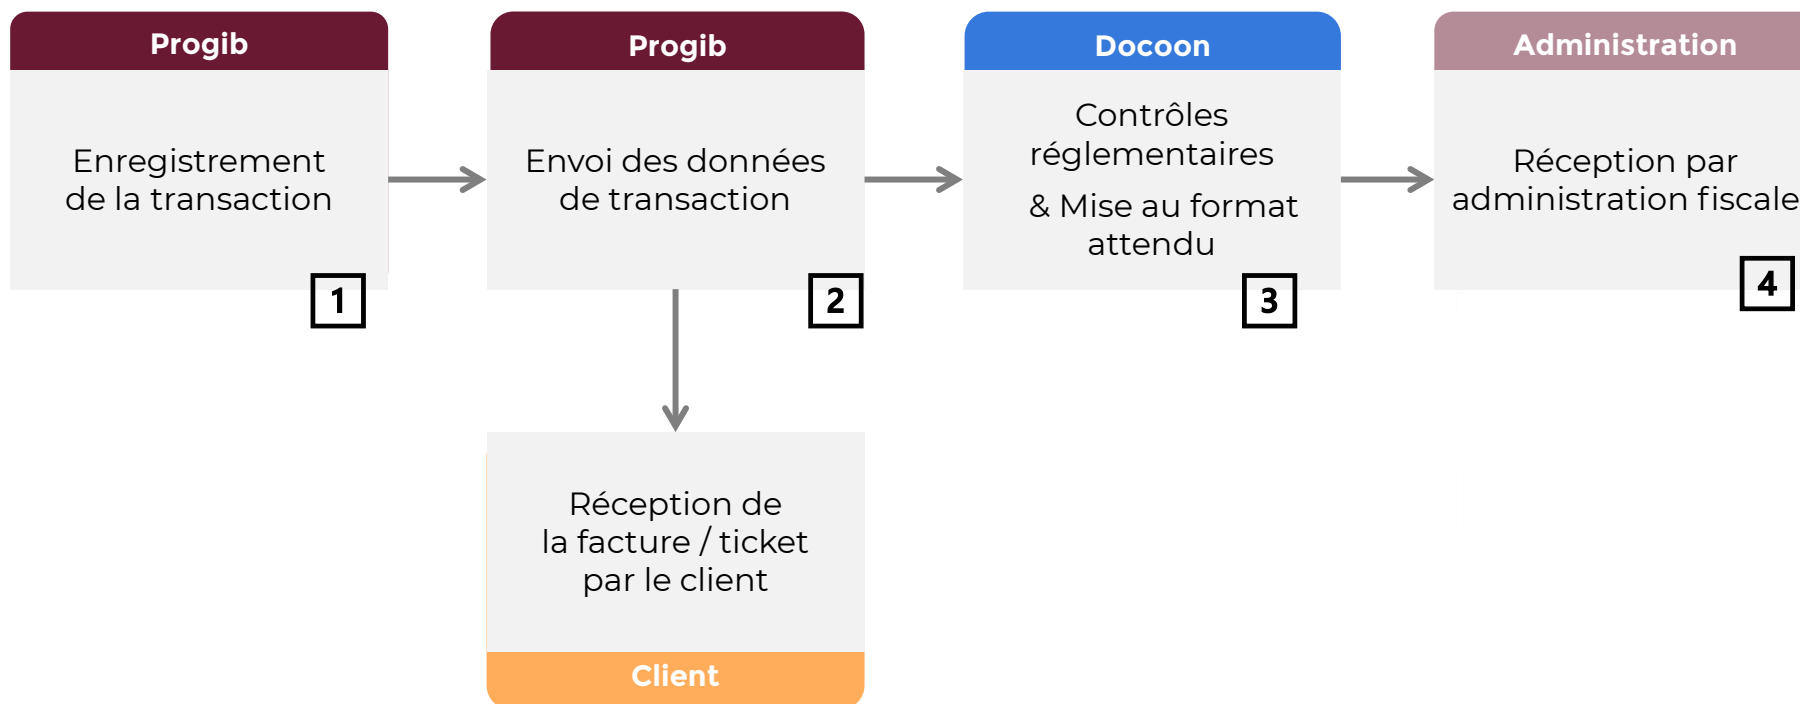 Progib
Enregistrement
de la transaction
1
Progib
Envoi des données
de transaction
2
Docoon
Contrôles
réglementaires
& Mise au format
attendu
3
Administration
Réception par
administration fiscale
4
Réception de
la facture / ticket
par le client
Client